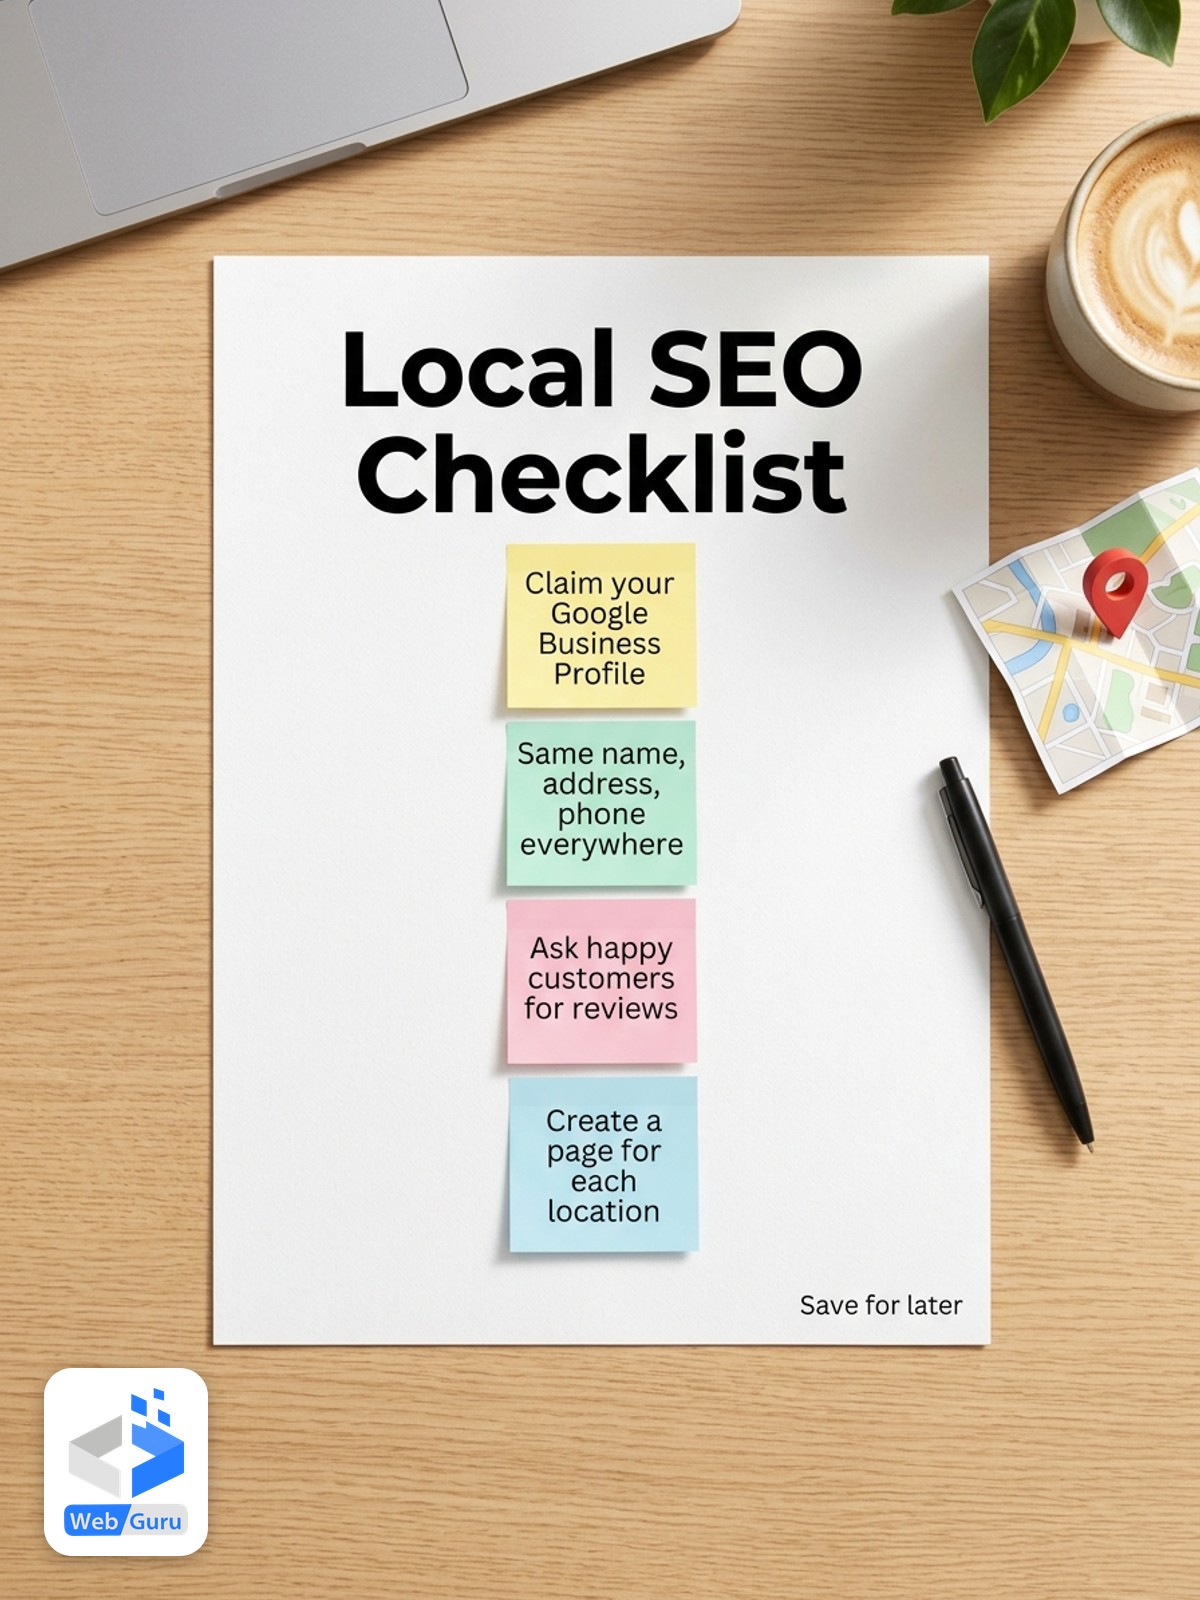 Local SEO
Checklist
Claim your
Google
Business
Profile
Same name,
address,
phone
everywhere
Ask happy
customers
for reviews
Create a
page for
each
location
Save for later
Web Guru